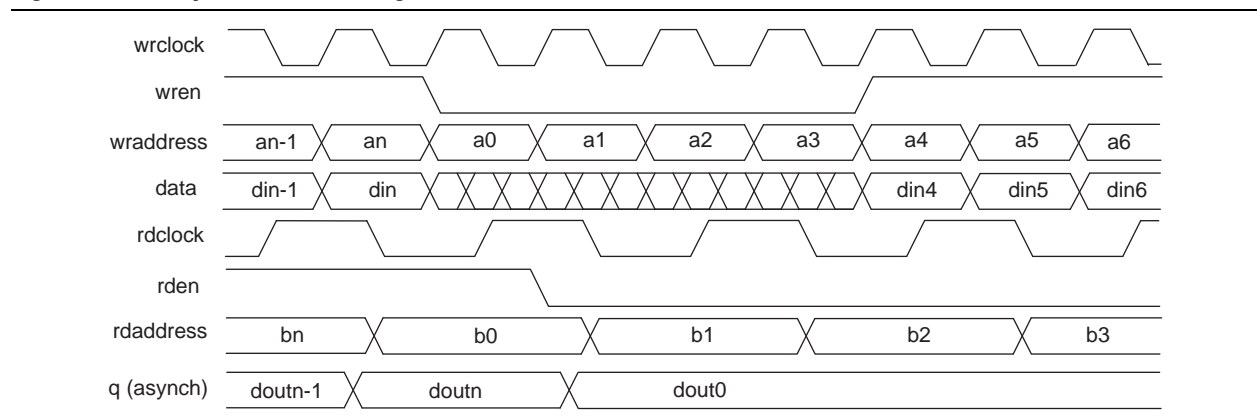 wrclock
wren
wraddress an-1 an a0 a1 a2 a3 a4 a5 a6
data din-1 din din4 din5 din6
rdclock
rden
rdaddress bn b0 b1 b2 b3
q (asynch) doutn-1 doutn dout0